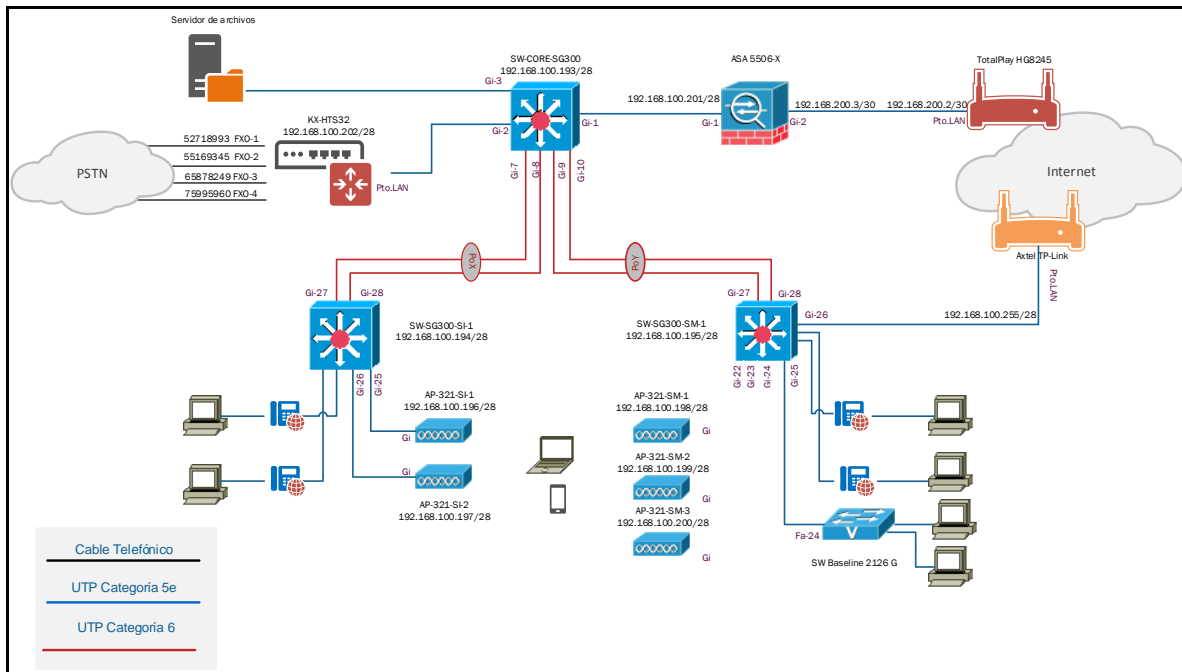 Servidor de archivos
SW-CORE-SG300
192.168.100.193/28
ASA 5506-X
TotalPlay HG8245
Gi-3
192.168.100.201/28
192.168.200.3/30
192.168.200.2/30
KX-HTS32
192.168.100.202/28
Gi-2
Gi-1
Gi-1
Gi-2
Pto.LAN
52718993 FXO-1
55169345 FXO-2
65878249 FXO-3
75995960 FXO-4
PSTN
Pto.LAN
Gi-7
Gi-8
Gi-9
Gi-10
Internet
Axtel TP-Link
Pto.LAN
PoX
PoY
Gi-27
Gi-28
Gi-27
Gi-28
Gi-26
192.168.100.255/28
SW-SG300-SI-1
192.168.100.194/28
SW-SG300-SM-1
192.168.100.195/28
Gi-26
Gi-25
Gi-22
Gi-23
Gi-24
Gi-25
AP-321-SI-1
192.168.100.196/28
Gi
AP-321-SM-1
192.168.100.198/28
Gi
Gi
AP-321-SI-2
192.168.100.197/28
AP-321-SM-2
192.168.100.199/28
Gi
AP-321-SM-3
192.168.100.200/28
Gi
Fa-24
V
SW Baseline 2126 G
Cable Telefónico
UTP Categoría 5e
UTP Categoría 6